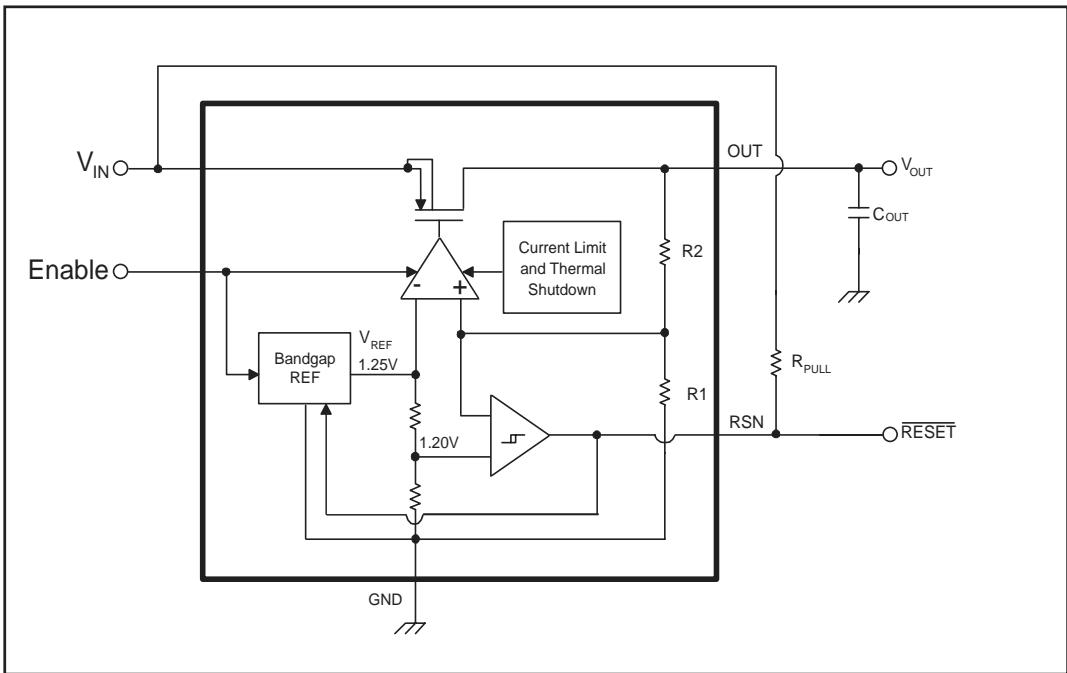 OUT
V_IN
V_OUT
C_OUT
Current Limit
and Thermal
Shutdown
R2
Enable
-
+
V_REF
1.25V
Bandgap
REF
R_PULL
R1
RSN
1.20V
RESET
GND